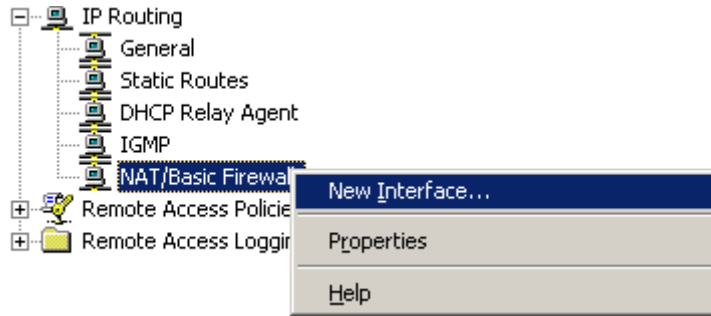 IP Routing
General
Static Routes
DHCP Relay Agent
IGMP
NAT/Basic Firewal
New Interface...
Remote Access Policie
Properties
Remote Access Loggin
Help